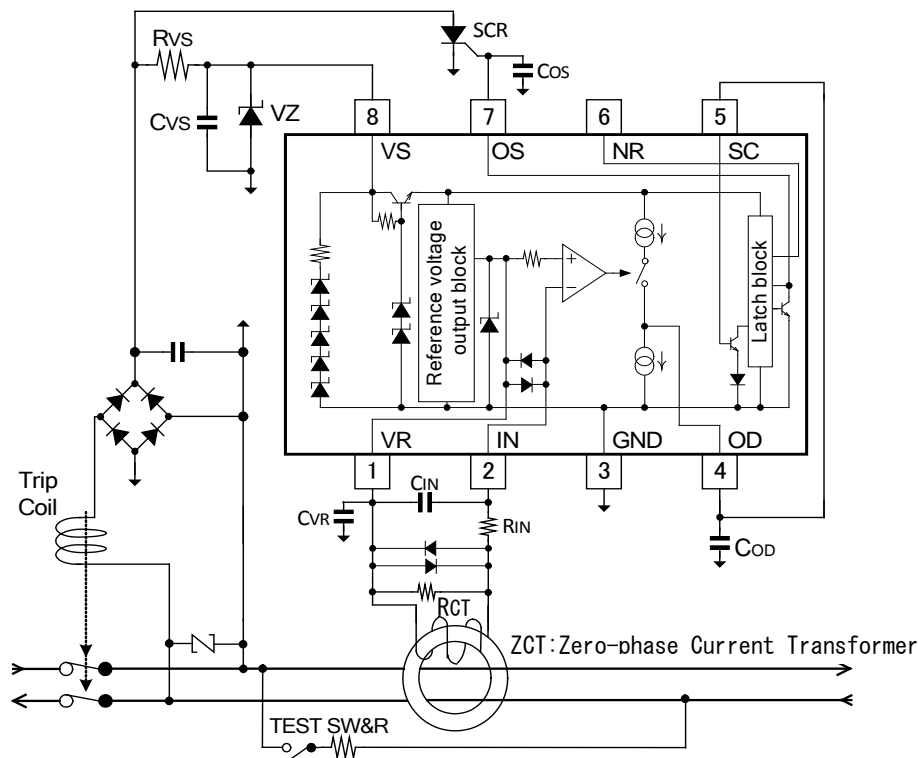 SCR
RVS
COS
CVS
VZ
8
7
6
5
VS
OS
NR
SC
Reference voltage
output block
Latch block
VR
IN
GND
OD
1
2
3
4
Trip
Coil
CIN
CVR
RIN
COD
RCT
ZCT:Zero-phase Current Transformer
TEST SW&R